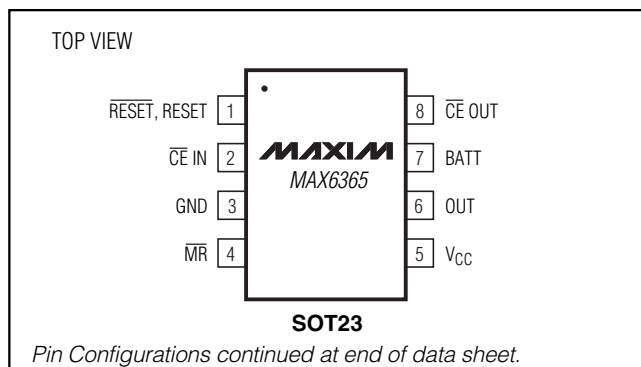 TOP VIEW
RESET, RESET 1
CE IN 2
GND 3
MR 4
MAXIM
MAX6365
8 CE OUT
7 BATT
6 OUT
5 VCC
SOT23
Pin Configurations continued at end of data sheet.